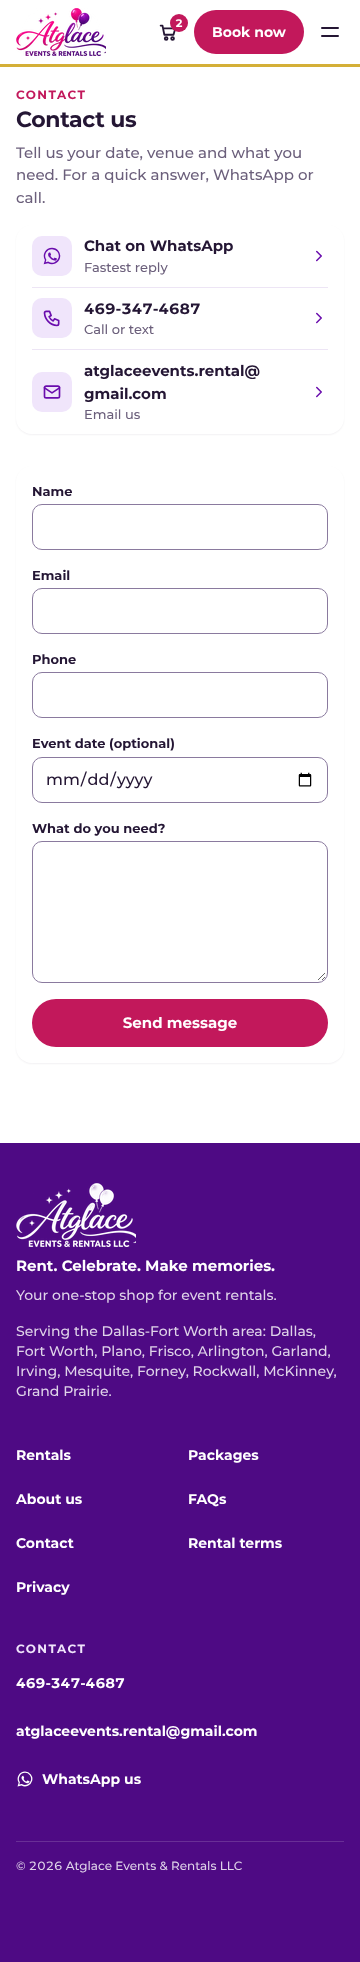 Atglace
EVENTS & RENTALS LLC
2
Book now
CONTACT
Contact us
Tell us your date, venue and what you
need. For a quick answer, WhatsApp or
call.
Chat on WhatsApp
Fastest reply
469-347-4687
Call or text
atglaceevents.rental@
gmail.com
Email us
Name
Email
Phone
Event date (optional)
mm/dd/yyyy
What do you need?
Send message
Atglace
EVENTS & RENTALS LLC
Rent. Celebrate. Make memories.
Your one-stop shop for event rentals.
Serving the Dallas-Fort Worth area: Dallas,
Fort Worth, Plano, Frisco, Arlington, Garland,
Irving, Mesquite, Forney, Rockwall, McKinney,
Grand Prairie.
Rentals Packages
About us FAQs
Contact Rental terms
Privacy
CONTACT
469-347-4687
atglaceevents.rental@gmail.com
WhatsApp us
© 2026 Atglace Events & Rentals LLC